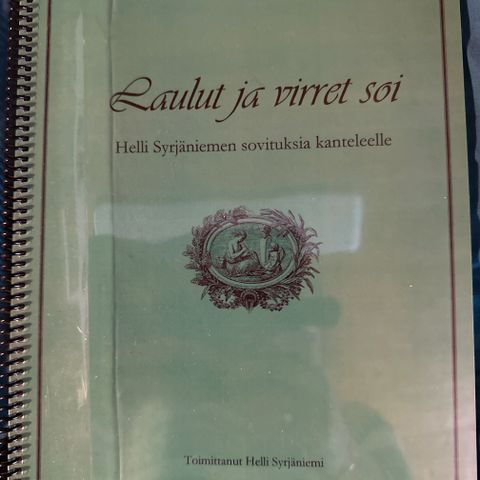 Laulut ja virret soi
Helli Syrjäniemen sovituksia kanteleelle
Toimittanut Helli Syrjäniemi